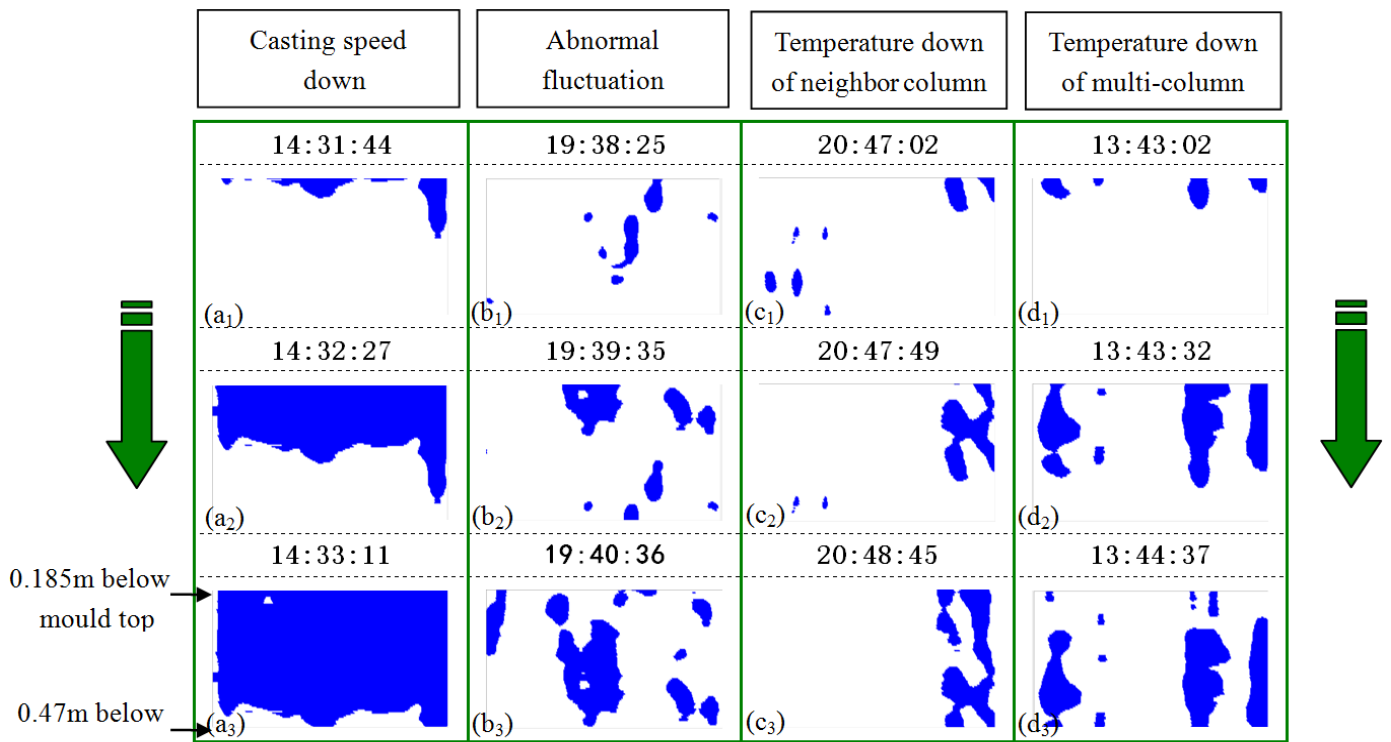 Casting speed
down
Abnormal
fluctuation
Temperature down
of neighbor column
Temperature down
of multi-column
14:31:44
19:38:25
20:47:02
13:43:02
(a₁)
(b₁)
(c₁)
(d₁)
14:32:27
19:39:35
20:47:49
13:43:32
(a₂)
(b₂)
(c₂)
(d₂)
14:33:11
19:40:36
20:48:45
13:44:37
0.185m below
mould top
0.47m below
(a₃)
(b₃)
(c₃)
(d₃)